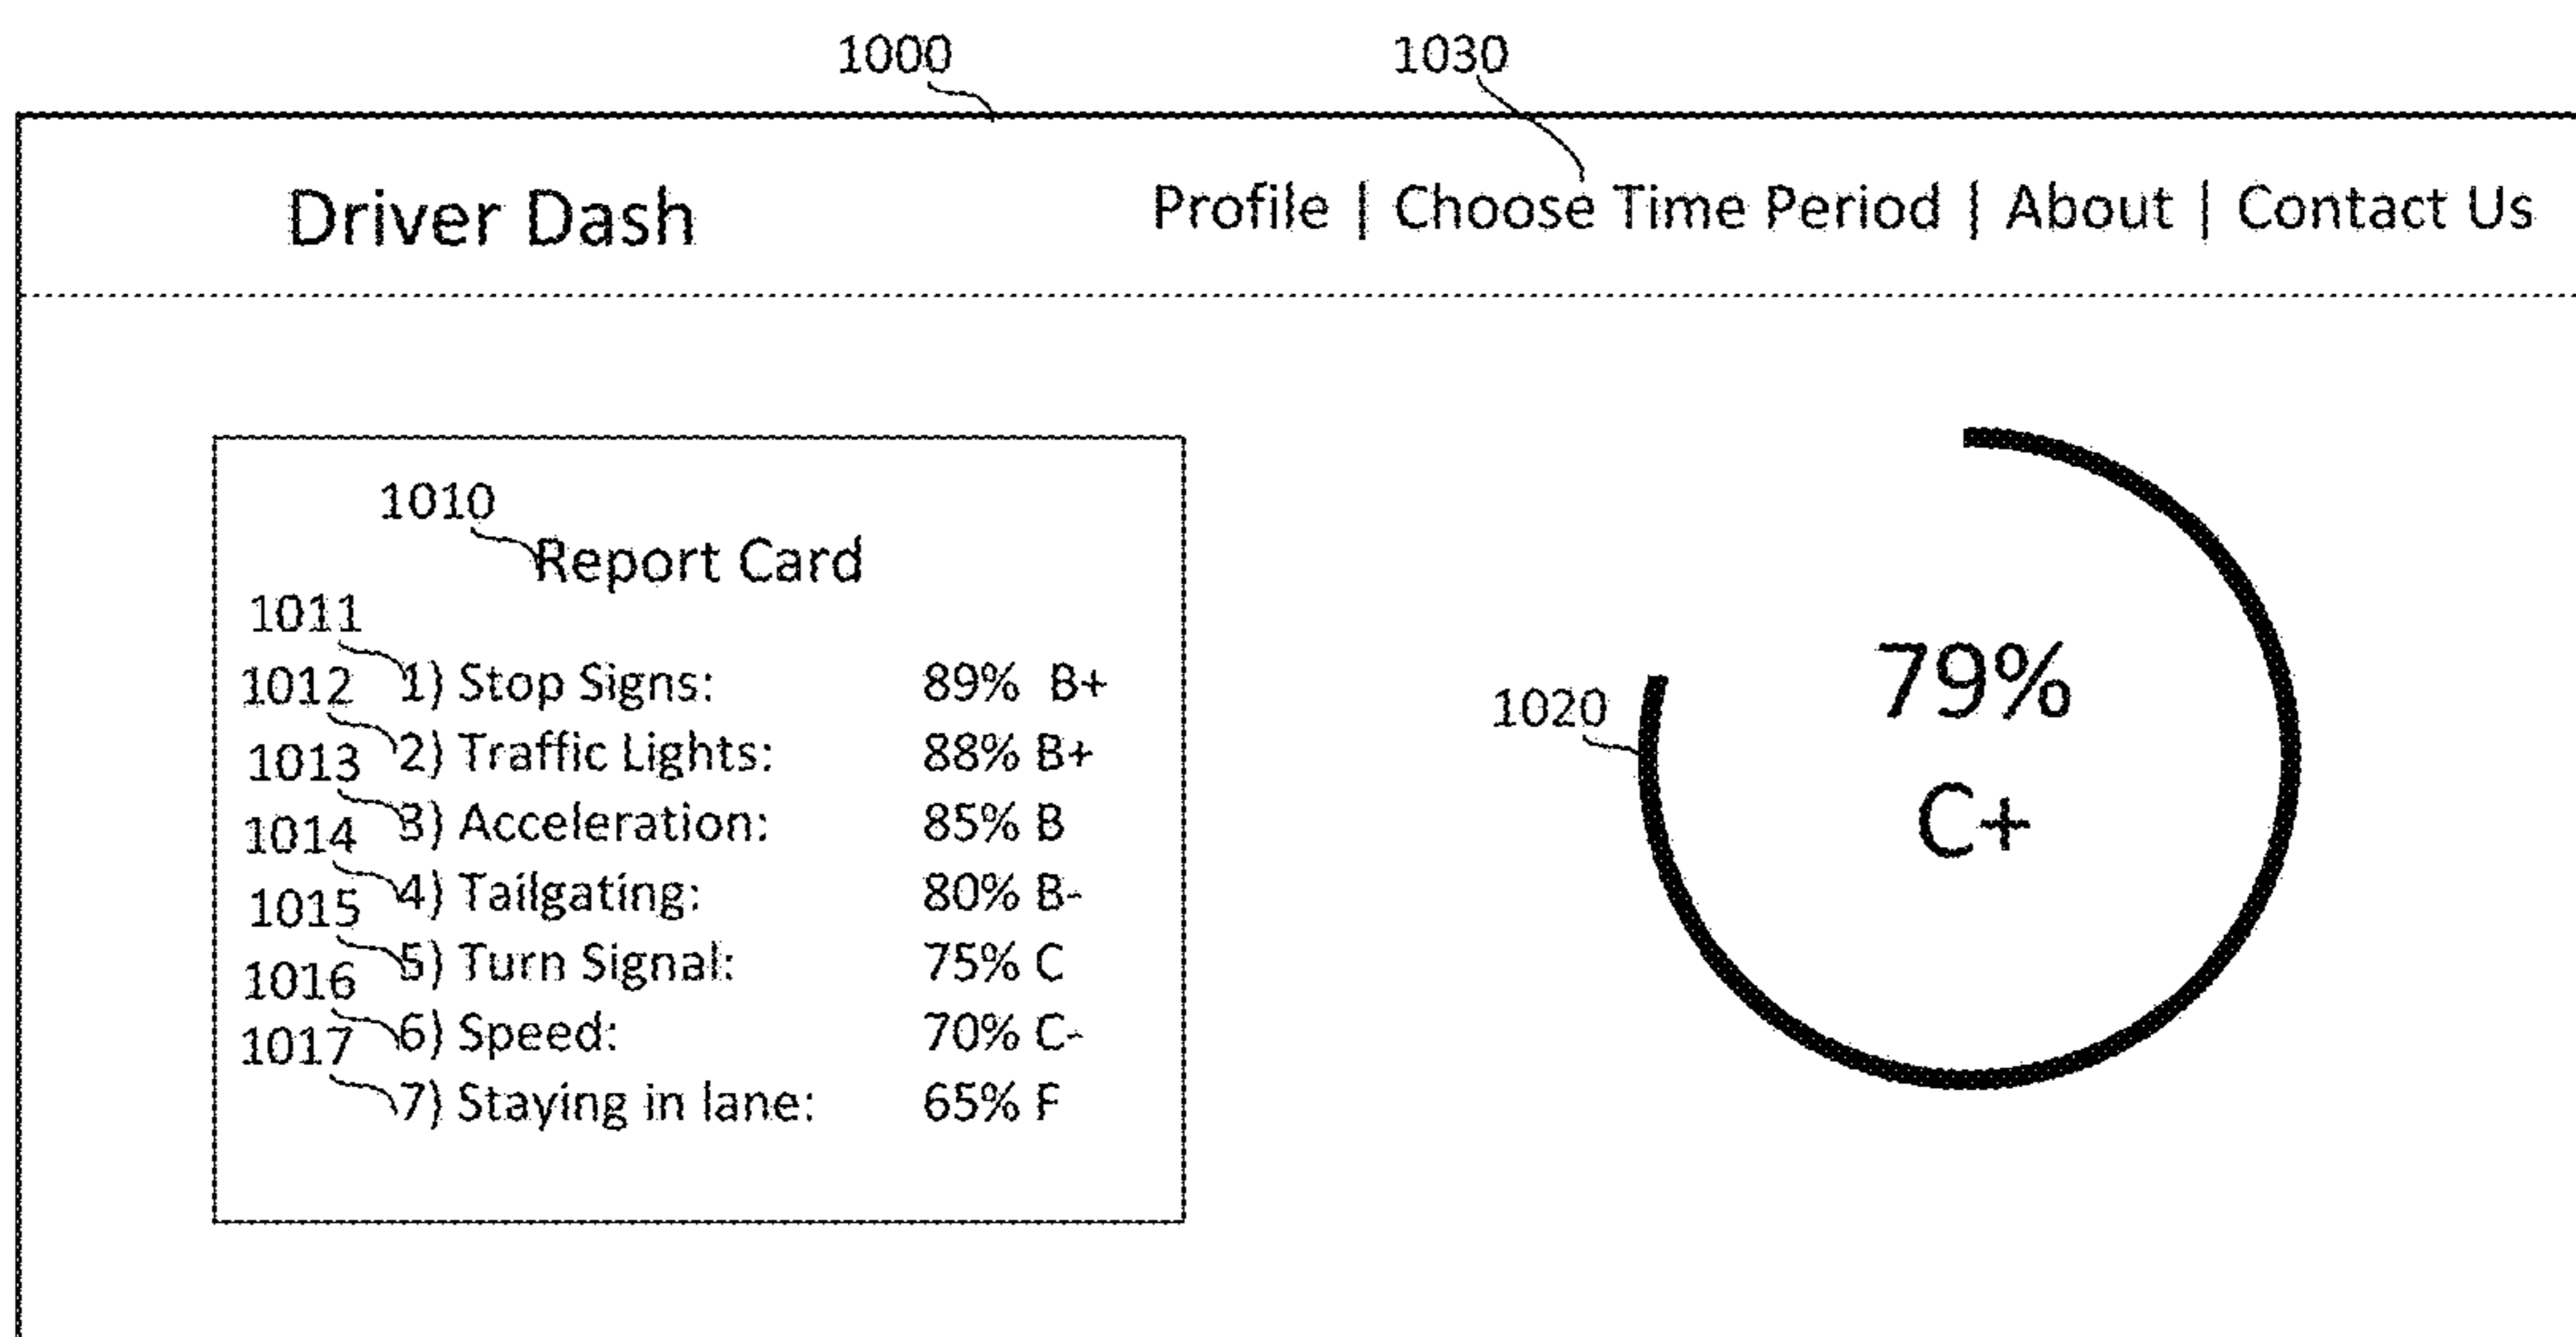 1000 1030
Driver Dash Profile | Choose Time Period | About | Contact Us
1010
Report Card
1011
1) Stop Signs: 89% B+
1012
2) Traffic Lights: 88% B+
1013
3) Acceleration: 85% B
1014
4) Tailgating: 80% B-
1015
5) Turn Signal: 75% C
1016
6) Speed: 70% C-
1017
7) Staying in lane: 65% F
1020
79%
C+